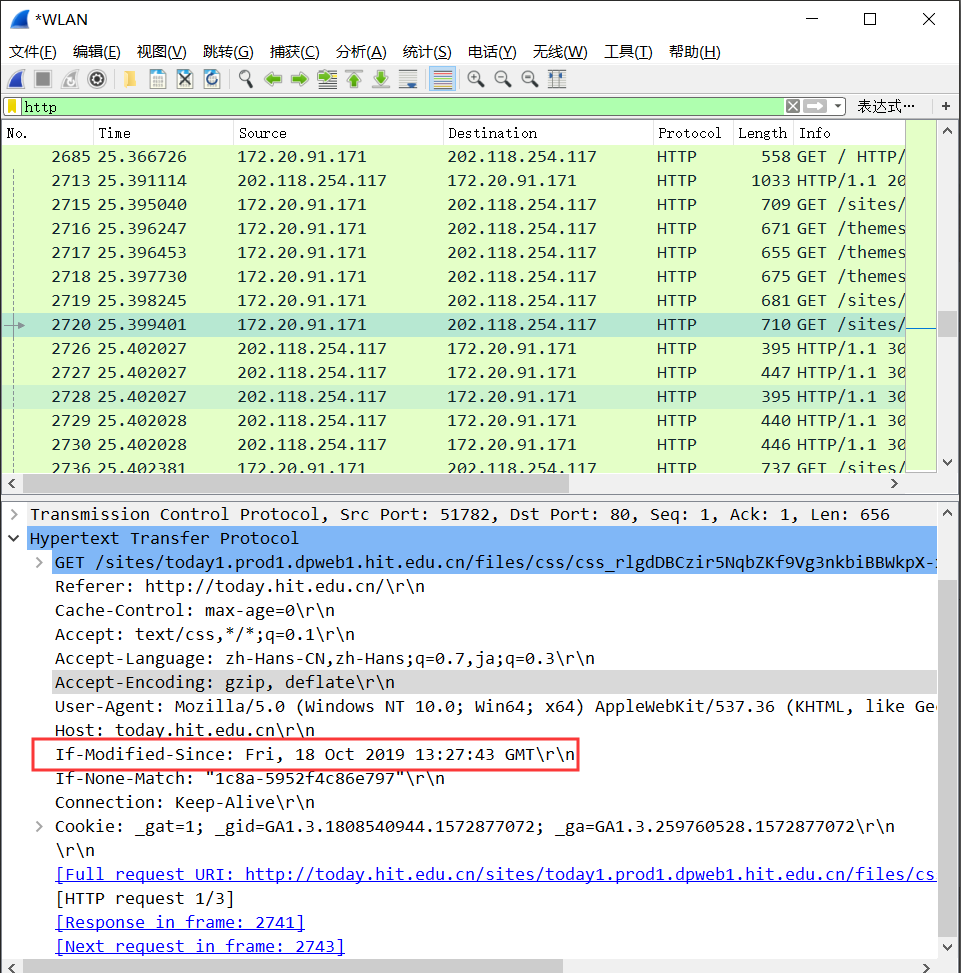 *WLAN
文件(F) 编辑(E) 视图(V) 跳转(G) 捕获(C) 分析(A) 统计(S) 电话(Y) 无线(W) 工具(T) 帮助(H)
http 表达式… +
No. Time Source Destination Protocol Length Info
2685 25.366726 172.20.91.171 202.118.254.117 HTTP 558 GET / HTTP/
2713 25.391114 202.118.254.117 172.20.91.171 HTTP 1033 HTTP/1.1 20
2715 25.395040 172.20.91.171 202.118.254.117 HTTP 709 GET /sites/
2716 25.396247 172.20.91.171 202.118.254.117 HTTP 671 GET /themes
2717 25.396453 172.20.91.171 202.118.254.117 HTTP 655 GET /themes
2718 25.397730 172.20.91.171 202.118.254.117 HTTP 675 GET /themes
2719 25.398245 172.20.91.171 202.118.254.117 HTTP 681 GET /sites/
2720 25.399401 172.20.91.171 202.118.254.117 HTTP 710 GET /sites/
2726 25.402027 202.118.254.117 172.20.91.171 HTTP 395 HTTP/1.1 30
2727 25.402027 202.118.254.117 172.20.91.171 HTTP 447 HTTP/1.1 30
2728 25.402027 202.118.254.117 172.20.91.171 HTTP 395 HTTP/1.1 30
2729 25.402028 202.118.254.117 172.20.91.171 HTTP 440 HTTP/1.1 30
2730 25.402028 202.118.254.117 172.20.91.171 HTTP 446 HTTP/1.1 30
2736 25.402381 172.20.91.171 202.118.254.117 HTTP 737 GET /sites/
Transmission Control Protocol, Src Port: 51782, Dst Port: 80, Seq: 1, Ack: 1, Len: 656
Hypertext Transfer Protocol
GET /sites/today1.prod1.dpweb1.hit.edu.cn/files/css/css_rlgdDBCzir5NqbZKf9Vg3nkbiBBWkpX-
Referer: http://today.hit.edu.cn/\r\n
Cache-Control: max-age=0\r\n
Accept: text/css,*/*;q=0.1\r\n
Accept-Language: zh-Hans-CN,zh-Hans;q=0.7,ja;q=0.3\r\n
Accept-Encoding: gzip, deflate\r\n
User-Agent: Mozilla/5.0 (Windows NT 10.0; Win64; x64) AppleWebKit/537.36 (KHTML, like Ge
Host: today.hit.edu.cn\r\n
If-Modified-Since: Fri, 18 Oct 2019 13:27:43 GMT\r\n
If-None-Match: "1c8a-5952f4c86e797"\r\n
Connection: Keep-Alive\r\n
Cookie: _gat=1; _gid=GA1.3.1808540944.1572877072; _ga=GA1.3.259760528.1572877072\r\n
\r\n
[Full request URI: http://today.hit.edu.cn/sites/today1.prod1.dpweb1.hit.edu.cn/files/cs
[HTTP request 1/3]
[Response in frame: 2741]
[Next request in frame: 2743]